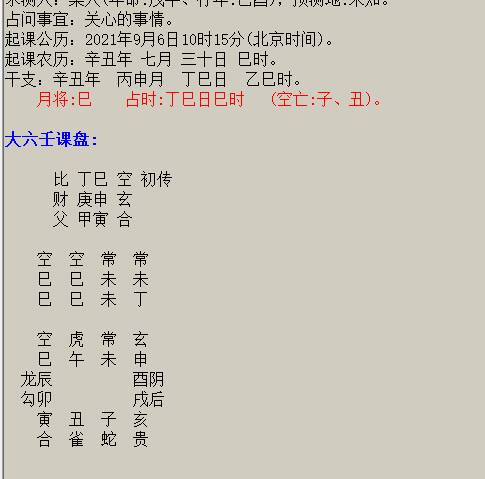 占问事宜：关心的事情。
起课公历：2021年9月6日10时15分(北京时间)。
起课农历：辛丑年 七月 三十日 巳时。
干支：辛丑年 丙申月 丁巳日 乙巳时。
月将:巳 占时:丁巳日巳时 (空亡:子、丑)。
大六壬课盘:
比 丁巳 空 初传
财 庚申 玄
父 甲寅 合
空 空 常 常
巳 巳 未 未
巳 巳 未 丁
空 虎 常 玄
巳 午 未 申
龙辰 酉阴
勾卯 戌后
寅 丑 子 亥
合 雀 蛇 贵